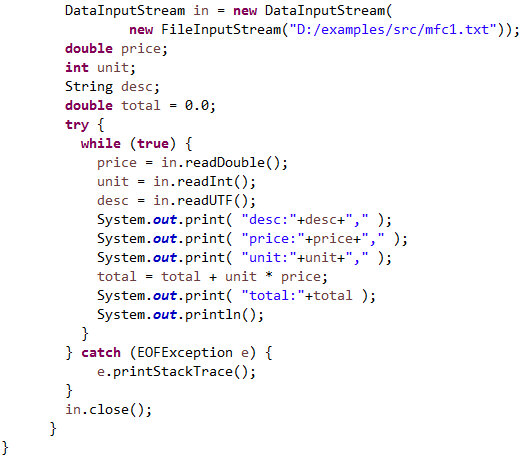 DataInputStream in = new DataInputStream(
new FileInputStream("D:/examples/src/mfc1.txt"));
double price;
int unit;
String desc;
double total = 0.0;
try {
while (true) {
price = in.readDouble();
unit = in.readInt();
desc = in.readUTF();
System.out.print( "desc:"+desc+"," );
System.out.print( "price:"+price+"," );
System.out.print( "unit:"+unit+"," );
total = total + unit * price;
System.out.print( "total:"+total );
System.out.println();
}
} catch (EOFException e) {
e.printStackTrace();
}
in.close();
}
}